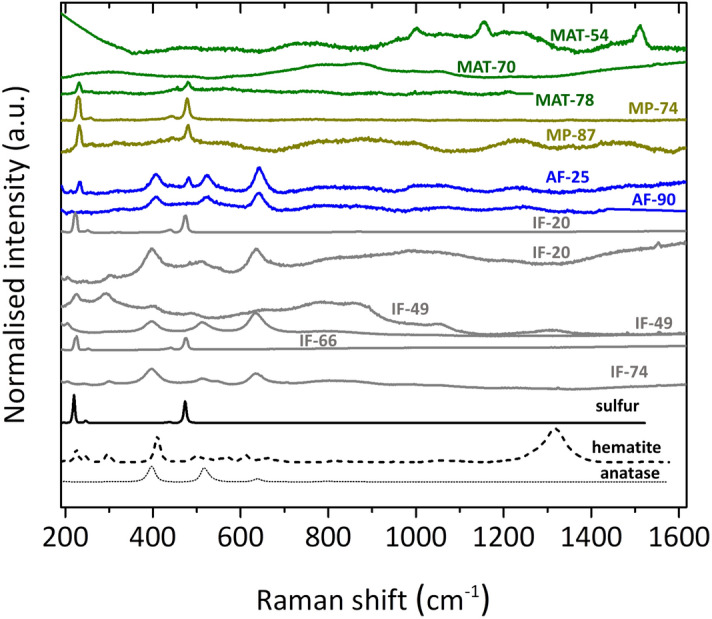 Normalised intensity (a.u.)
MAT-54
MAT-70
MAT-78
MP-74
MP-87
AF-25
AF-90
IF-20
IF-20
IF-49
IF-49
IF-66
IF-74
sulfur
hematite
anatase
200 400 600 800 1000 1200 1400 1600
Raman shift (cm⁻¹)